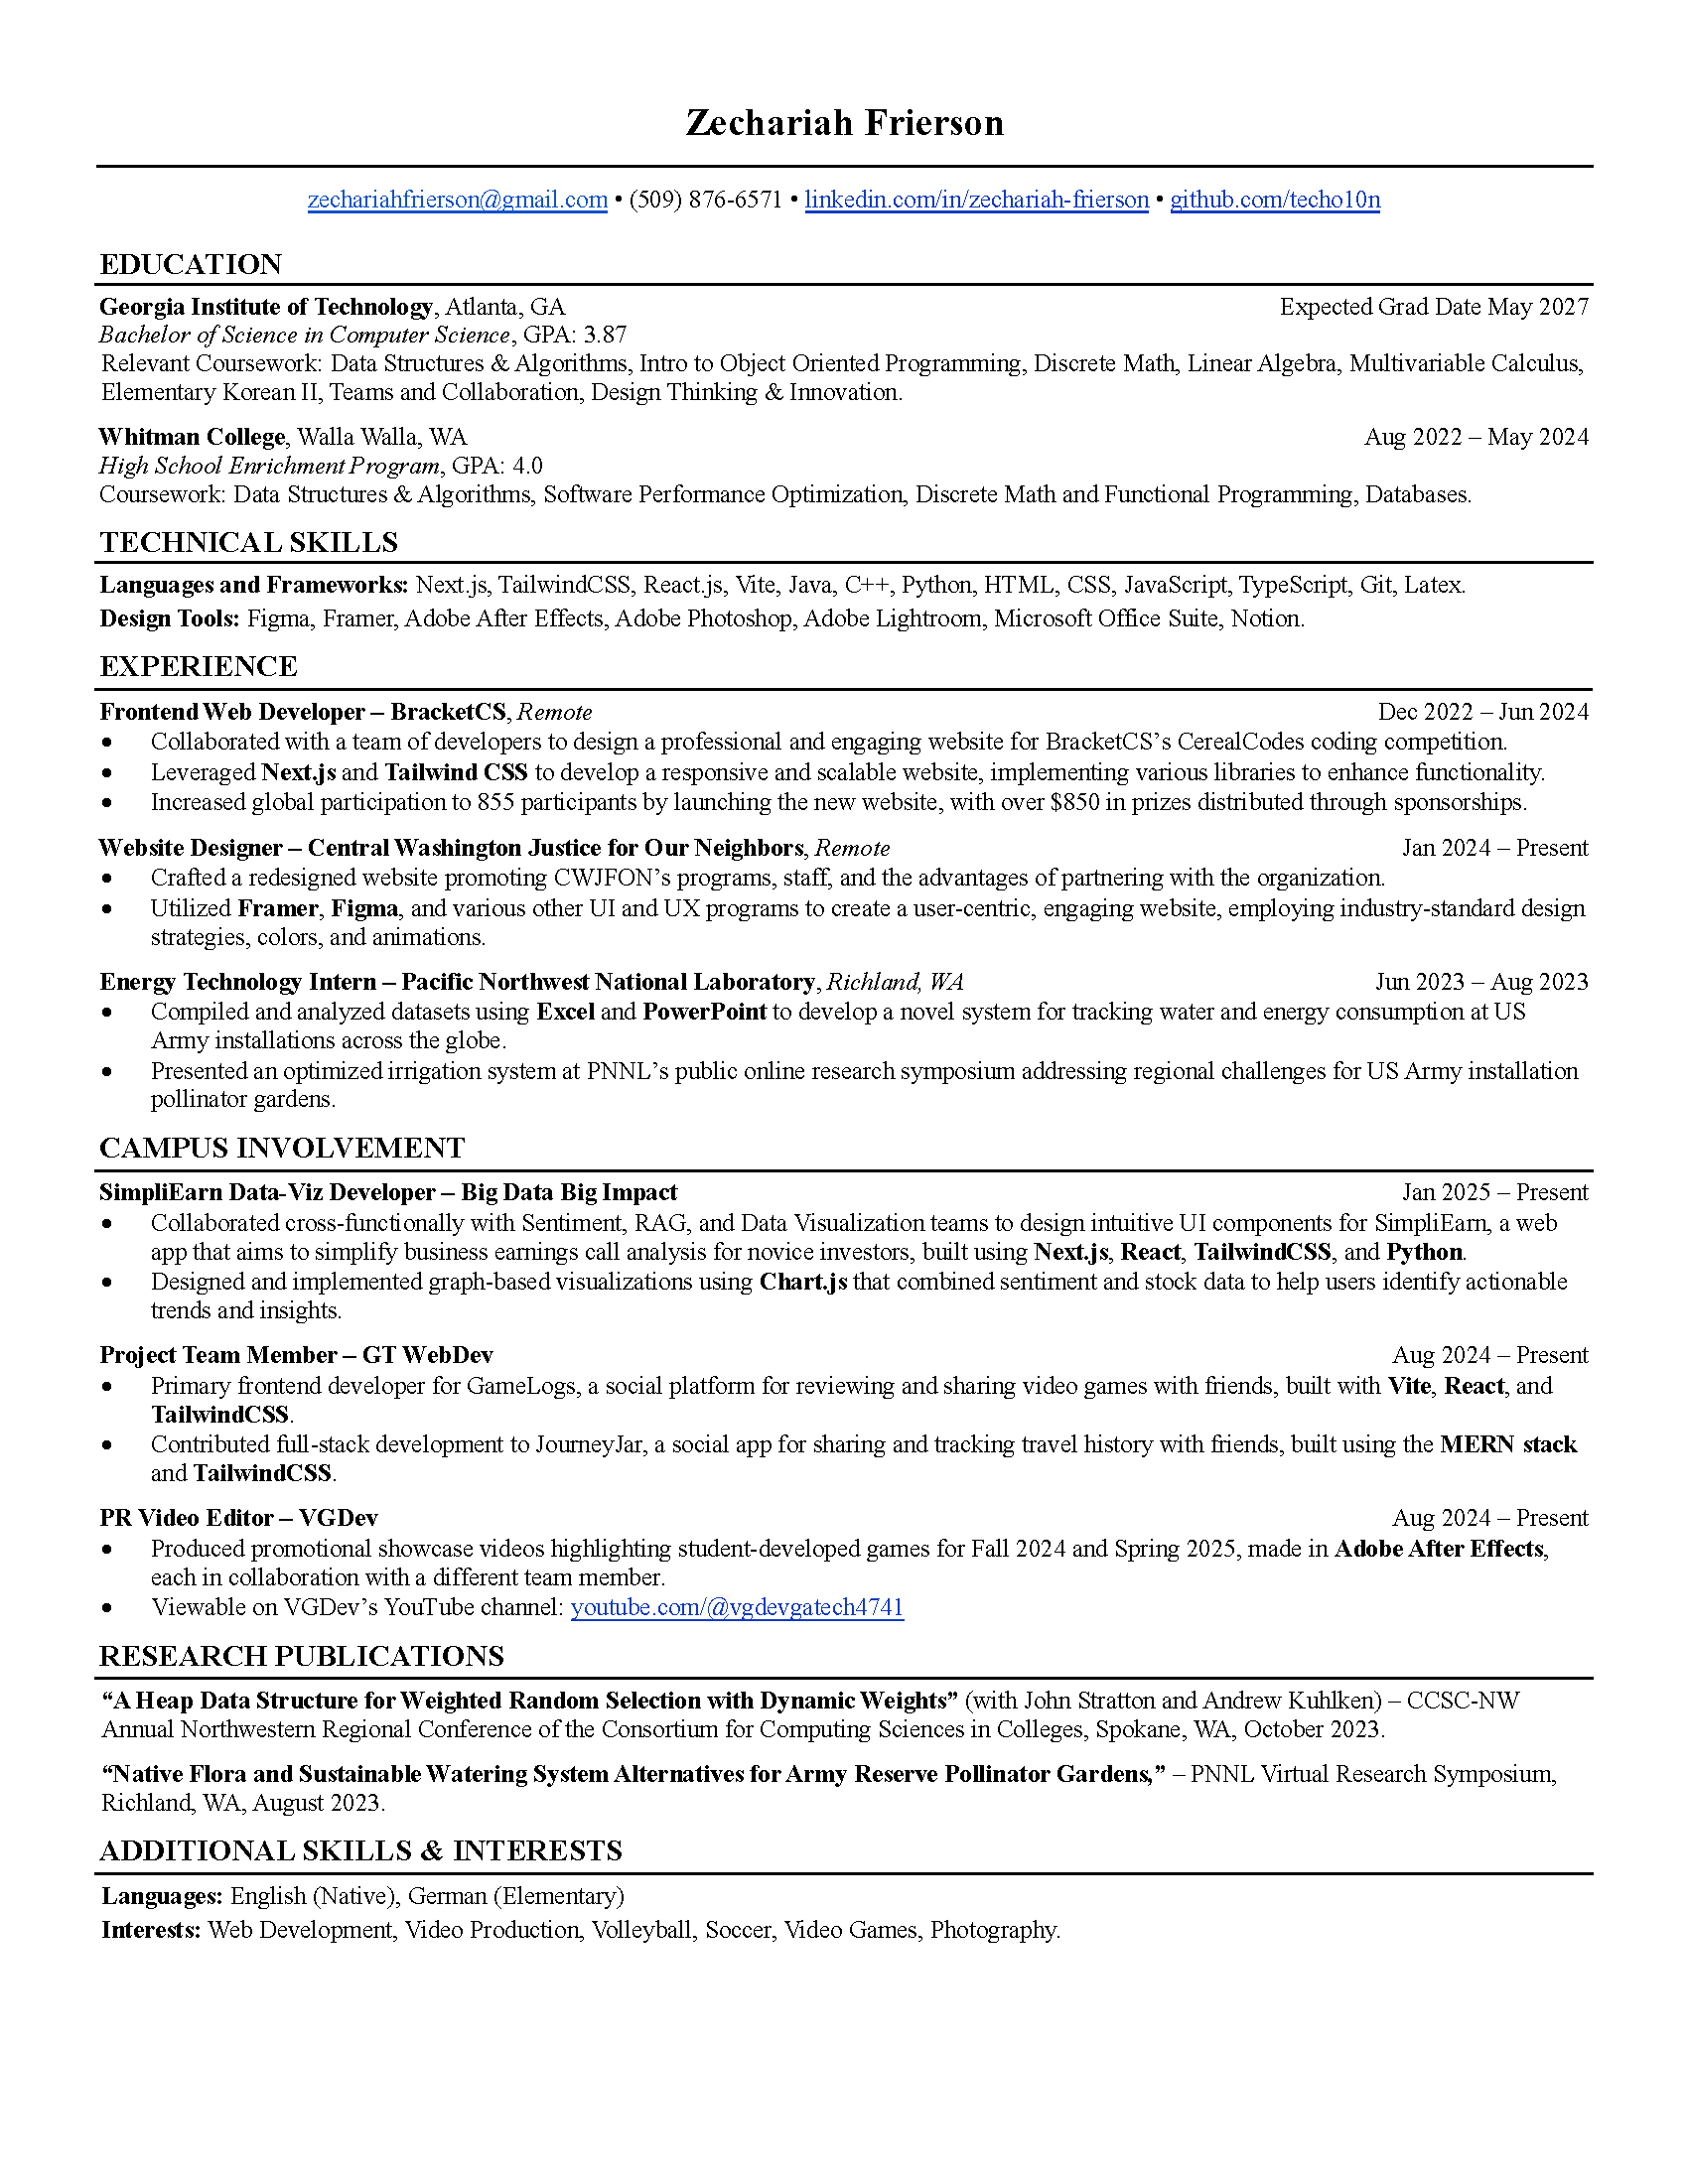 Zechariah Frierson
zechariahfrierson@gmail.com • (509) 876-6571 • linkedin.com/in/zechariah-frierson • github.com/techo10n
EDUCATION
Georgia Institute of Technology, Atlanta, GA Expected Grad Date May 2027
Bachelor of Science in Computer Science, GPA: 3.87
Relevant Coursework: Data Structures & Algorithms, Intro to Object Oriented Programming, Discrete Math, Linear Algebra, Multivariable Calculus,
Elementary Korean II, Teams and Collaboration, Design Thinking & Innovation.
Whitman College, Walla Walla, WA Aug 2022 – May 2024
High School Enrichment Program, GPA: 4.0
Coursework: Data Structures & Algorithms, Software Performance Optimization, Discrete Math and Functional Programming, Databases.
TECHNICAL SKILLS
Languages and Frameworks: Next.js, TailwindCSS, React.js, Vite, Java, C++, Python, HTML, CSS, JavaScript, TypeScript, Git, Latex.
Design Tools: Figma, Framer, Adobe After Effects, Adobe Photoshop, Adobe Lightroom, Microsoft Office Suite, Notion.
EXPERIENCE
Frontend Web Developer – BracketCS, Remote Dec 2022 – Jun 2024
• Collaborated with a team of developers to design a professional and engaging website for BracketCS’s CerealCodes coding competition.
• Leveraged Next.js and Tailwind CSS to develop a responsive and scalable website, implementing various libraries to enhance functionality.
• Increased global participation to 855 participants by launching the new website, with over $850 in prizes distributed through sponsorships.
Website Designer – Central Washington Justice for Our Neighbors, Remote Jan 2024 – Present
• Crafted a redesigned website promoting CWJFON’s programs, staff, and the advantages of partnering with the organization.
• Utilized Framer, Figma, and various other UI and UX programs to create a user-centric, engaging website, employing industry-standard design
strategies, colors, and animations.
Energy Technology Intern – Pacific Northwest National Laboratory, Richland, WA Jun 2023 – Aug 2023
• Compiled and analyzed datasets using Excel and PowerPoint to develop a novel system for tracking water and energy consumption at US
Army installations across the globe.
• Presented an optimized irrigation system at PNNL’s public online research symposium addressing regional challenges for US Army installation
pollinator gardens.
CAMPUS INVOLVEMENT
SimpliEarn Data-Viz Developer – Big Data Big Impact Jan 2025 – Present
• Collaborated cross-functionally with Sentiment, RAG, and Data Visualization teams to design intuitive UI components for SimpliEarn, a web
app that aims to simplify business earnings call analysis for novice investors, built using Next.js, React, TailwindCSS, and Python.
• Designed and implemented graph-based visualizations using Chart.js that combined sentiment and stock data to help users identify actionable
trends and insights.
Project Team Member – GT WebDev Aug 2024 – Present
• Primary frontend developer for GameLogs, a social platform for reviewing and sharing video games with friends, built with Vite, React, and
TailwindCSS.
• Contributed full-stack development to JourneyJar, a social app for sharing and tracking travel history with friends, built using the MERN stack
and TailwindCSS.
PR Video Editor – VGDev Aug 2024 – Present
• Produced promotional showcase videos highlighting student-developed games for Fall 2024 and Spring 2025, made in Adobe After Effects,
each in collaboration with a different team member.
• Viewable on VGDev’s YouTube channel: youtube.com/@vgdevgatech4741
RESEARCH PUBLICATIONS
“A Heap Data Structure for Weighted Random Selection with Dynamic Weights” (with John Stratton and Andrew Kuhlken) – CCSC-NW
Annual Northwestern Regional Conference of the Consortium for Computing Sciences in Colleges, Spokane, WA, October 2023.
“Native Flora and Sustainable Watering System Alternatives for Army Reserve Pollinator Gardens,” – PNNL Virtual Research Symposium,
Richland, WA, August 2023.
ADDITIONAL SKILLS & INTERESTS
Languages: English (Native), German (Elementary)
Interests: Web Development, Video Production, Volleyball, Soccer, Video Games, Photography.